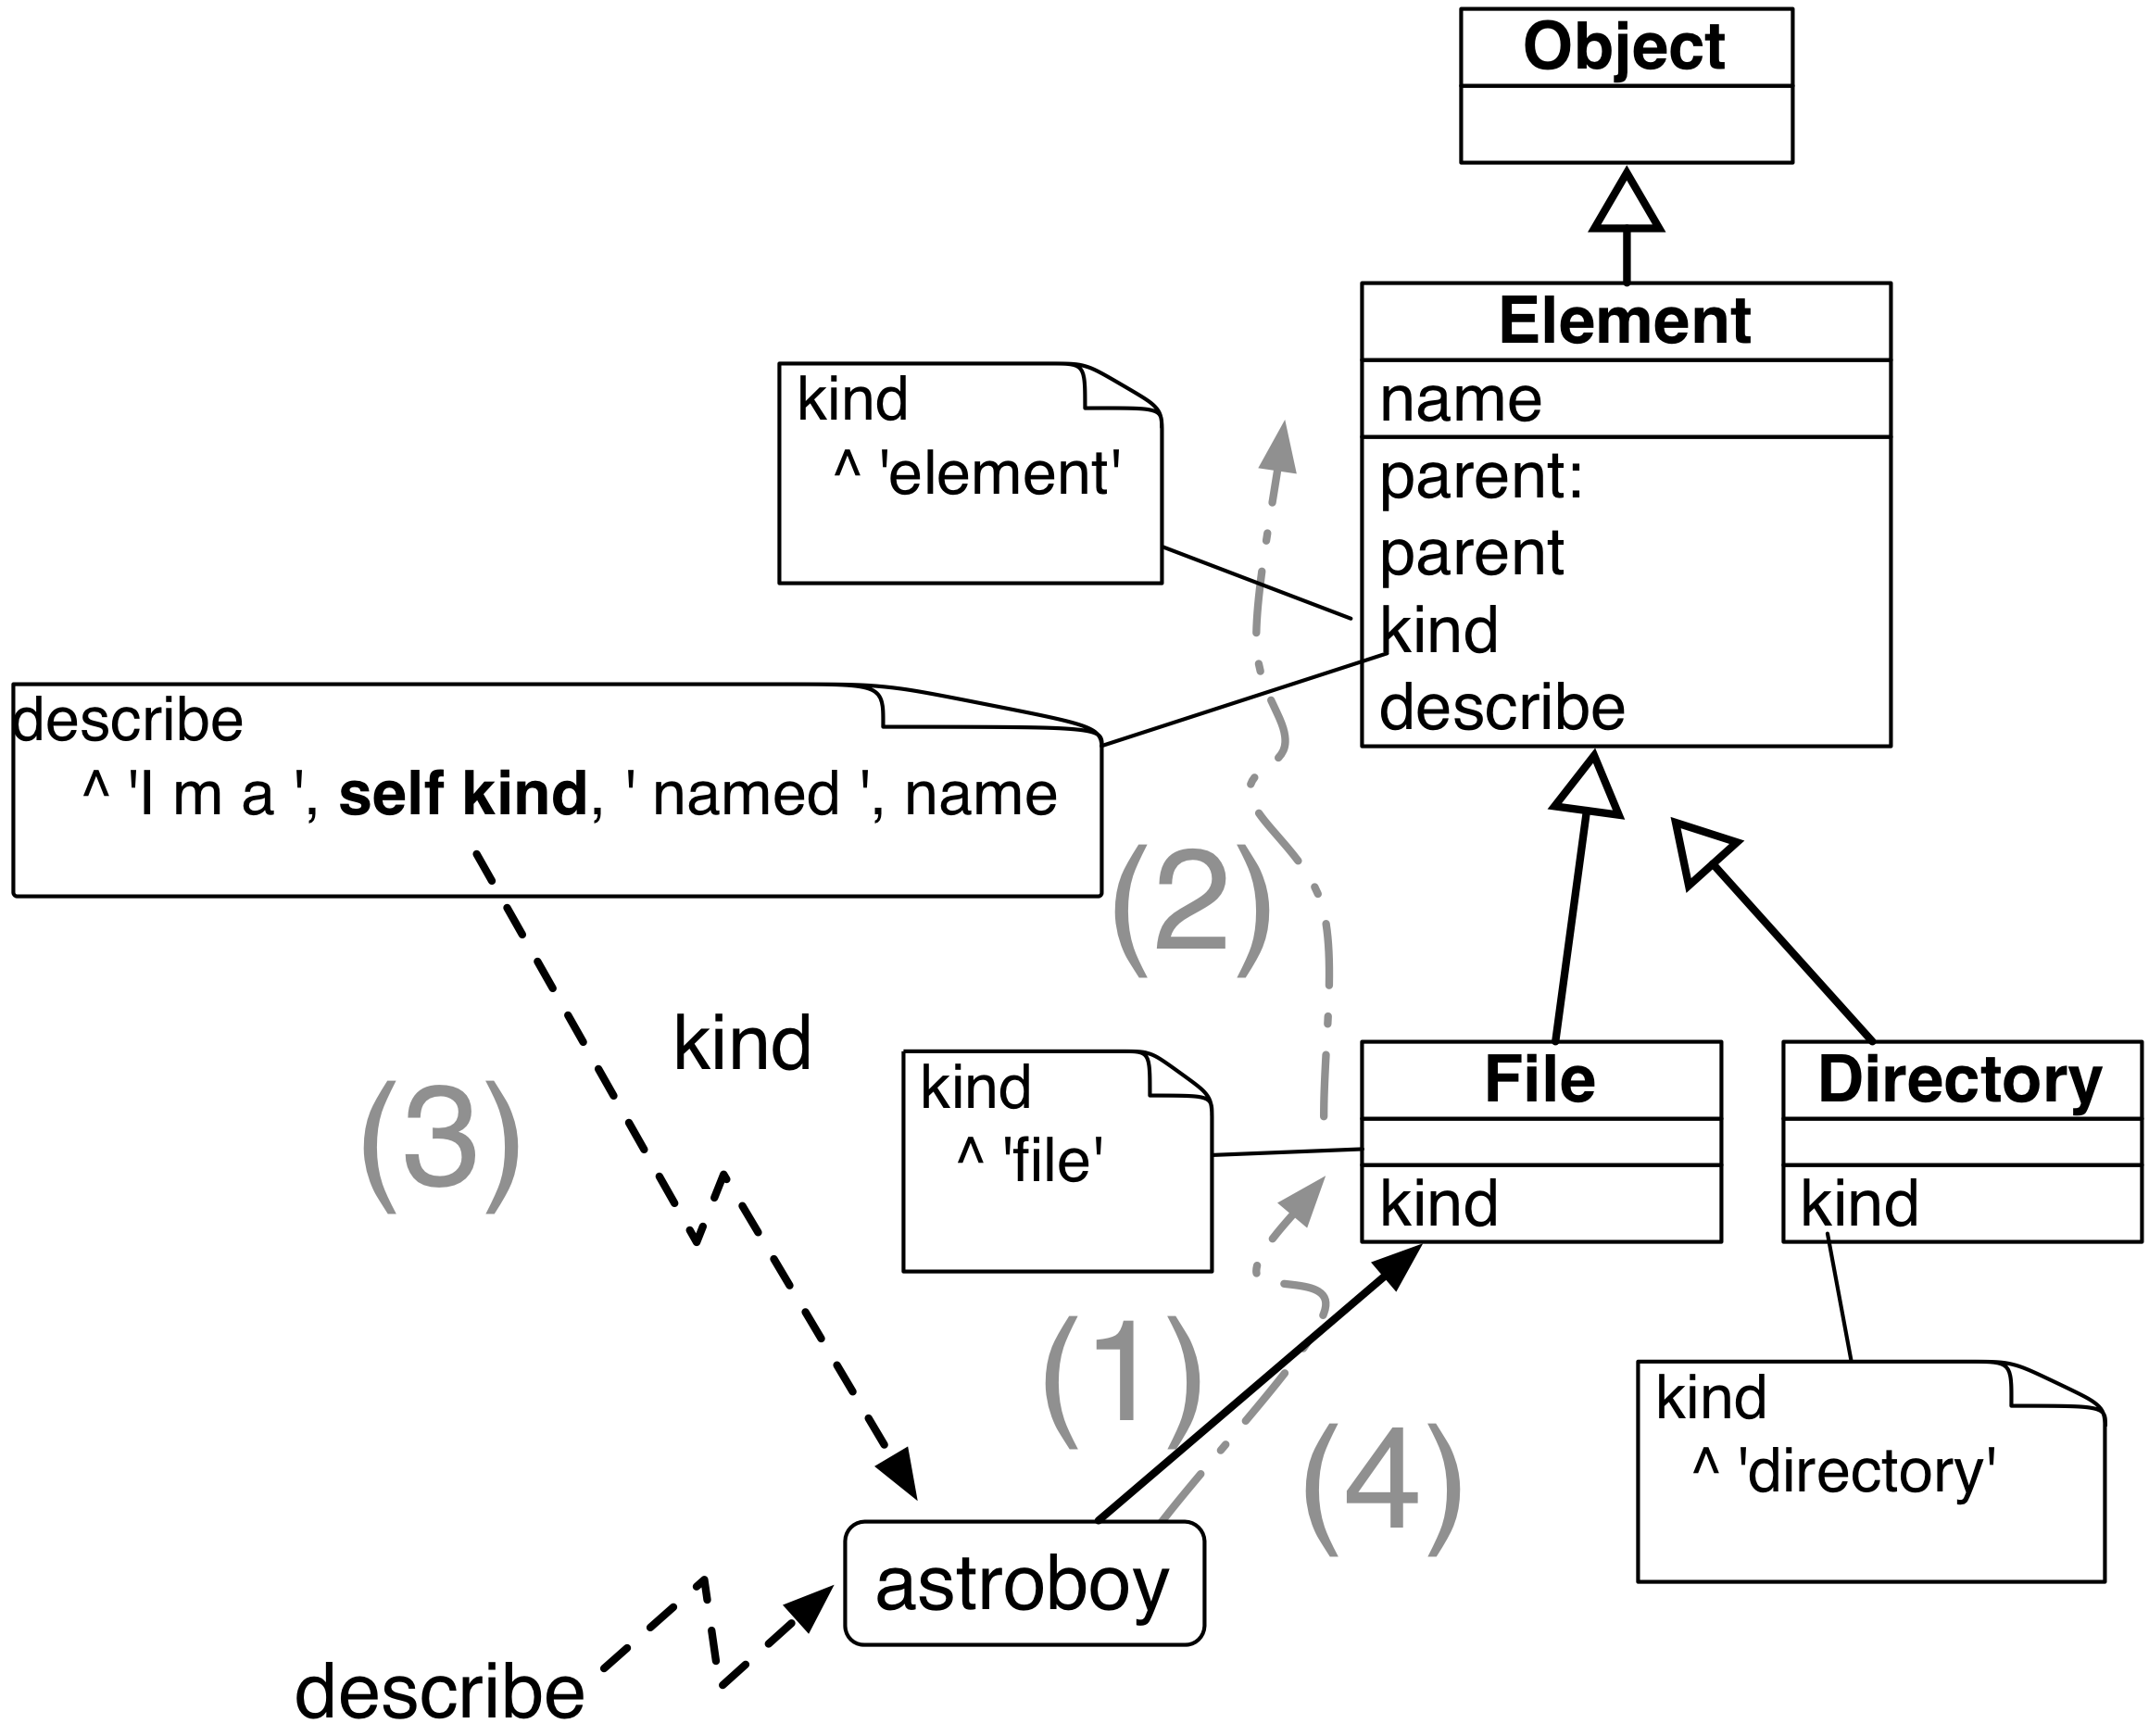 Object
Element
name
parent:
parent
kind
describe
kind
^ 'element'
describe
^ 'I m a ', self kind, ' named ', name
(2)
kind
(3)
kind
^ 'file'
File
kind
Directory
kind
(1)
(4)
kind
^ 'directory'
astroboy
describe